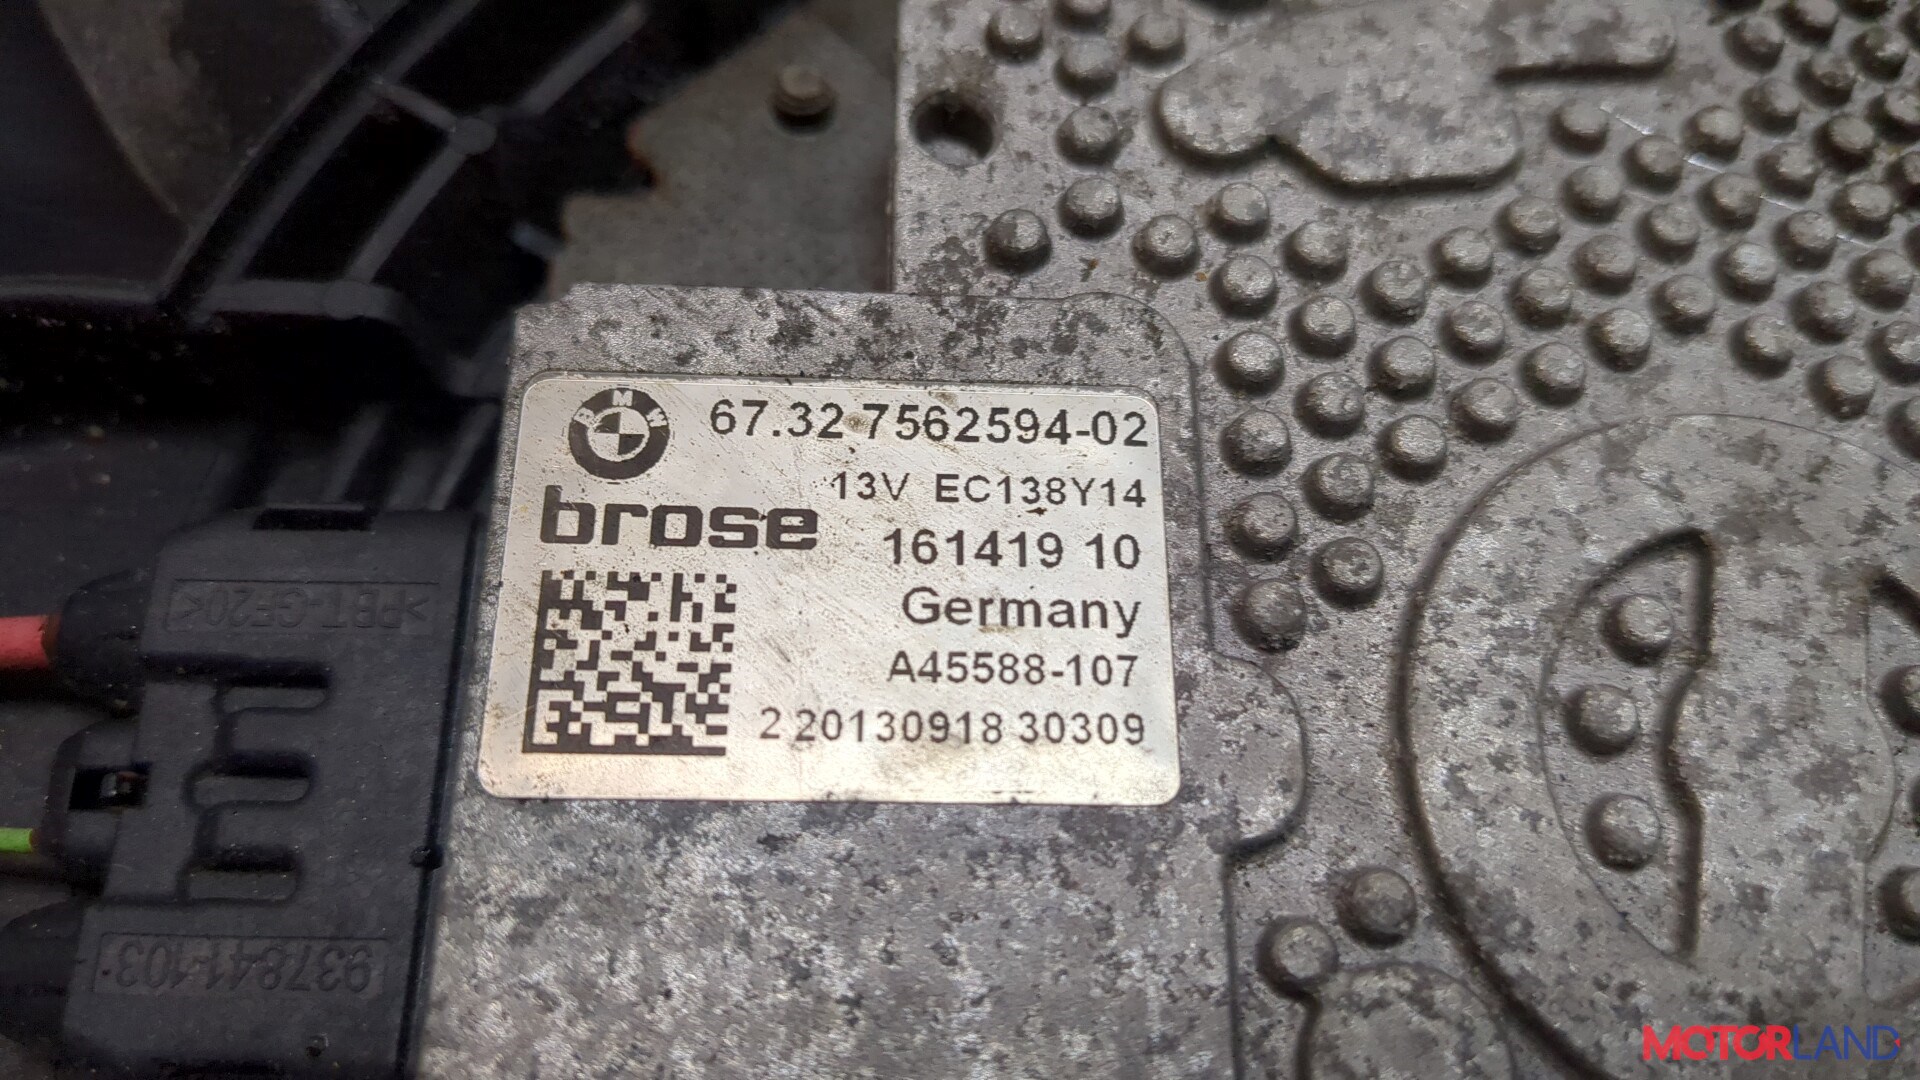 BMW
67.32 7562594-02
13V EC138Y14
brose
161419 10
Germany
A45588-107
2 20130918 30309
>PBT-GF20<
937841-103
MOTORLAND